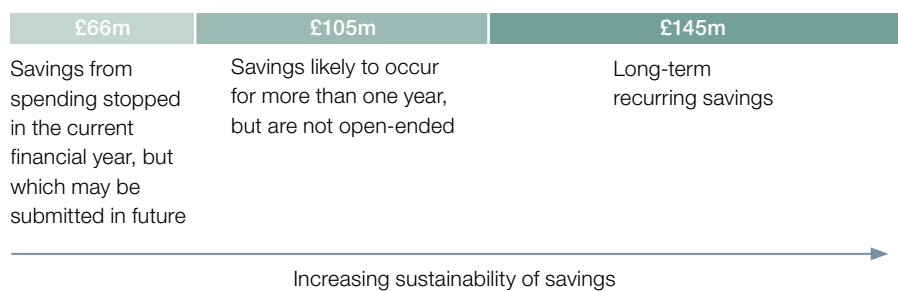 £66m
£105m
£145m
Savings from
spending stopped
in the current
financial year, but
which may be
submitted in future
Savings likely to occur
for more than one year,
but are not open-ended
Long-term
recurring savings
Increasing sustainability of savings